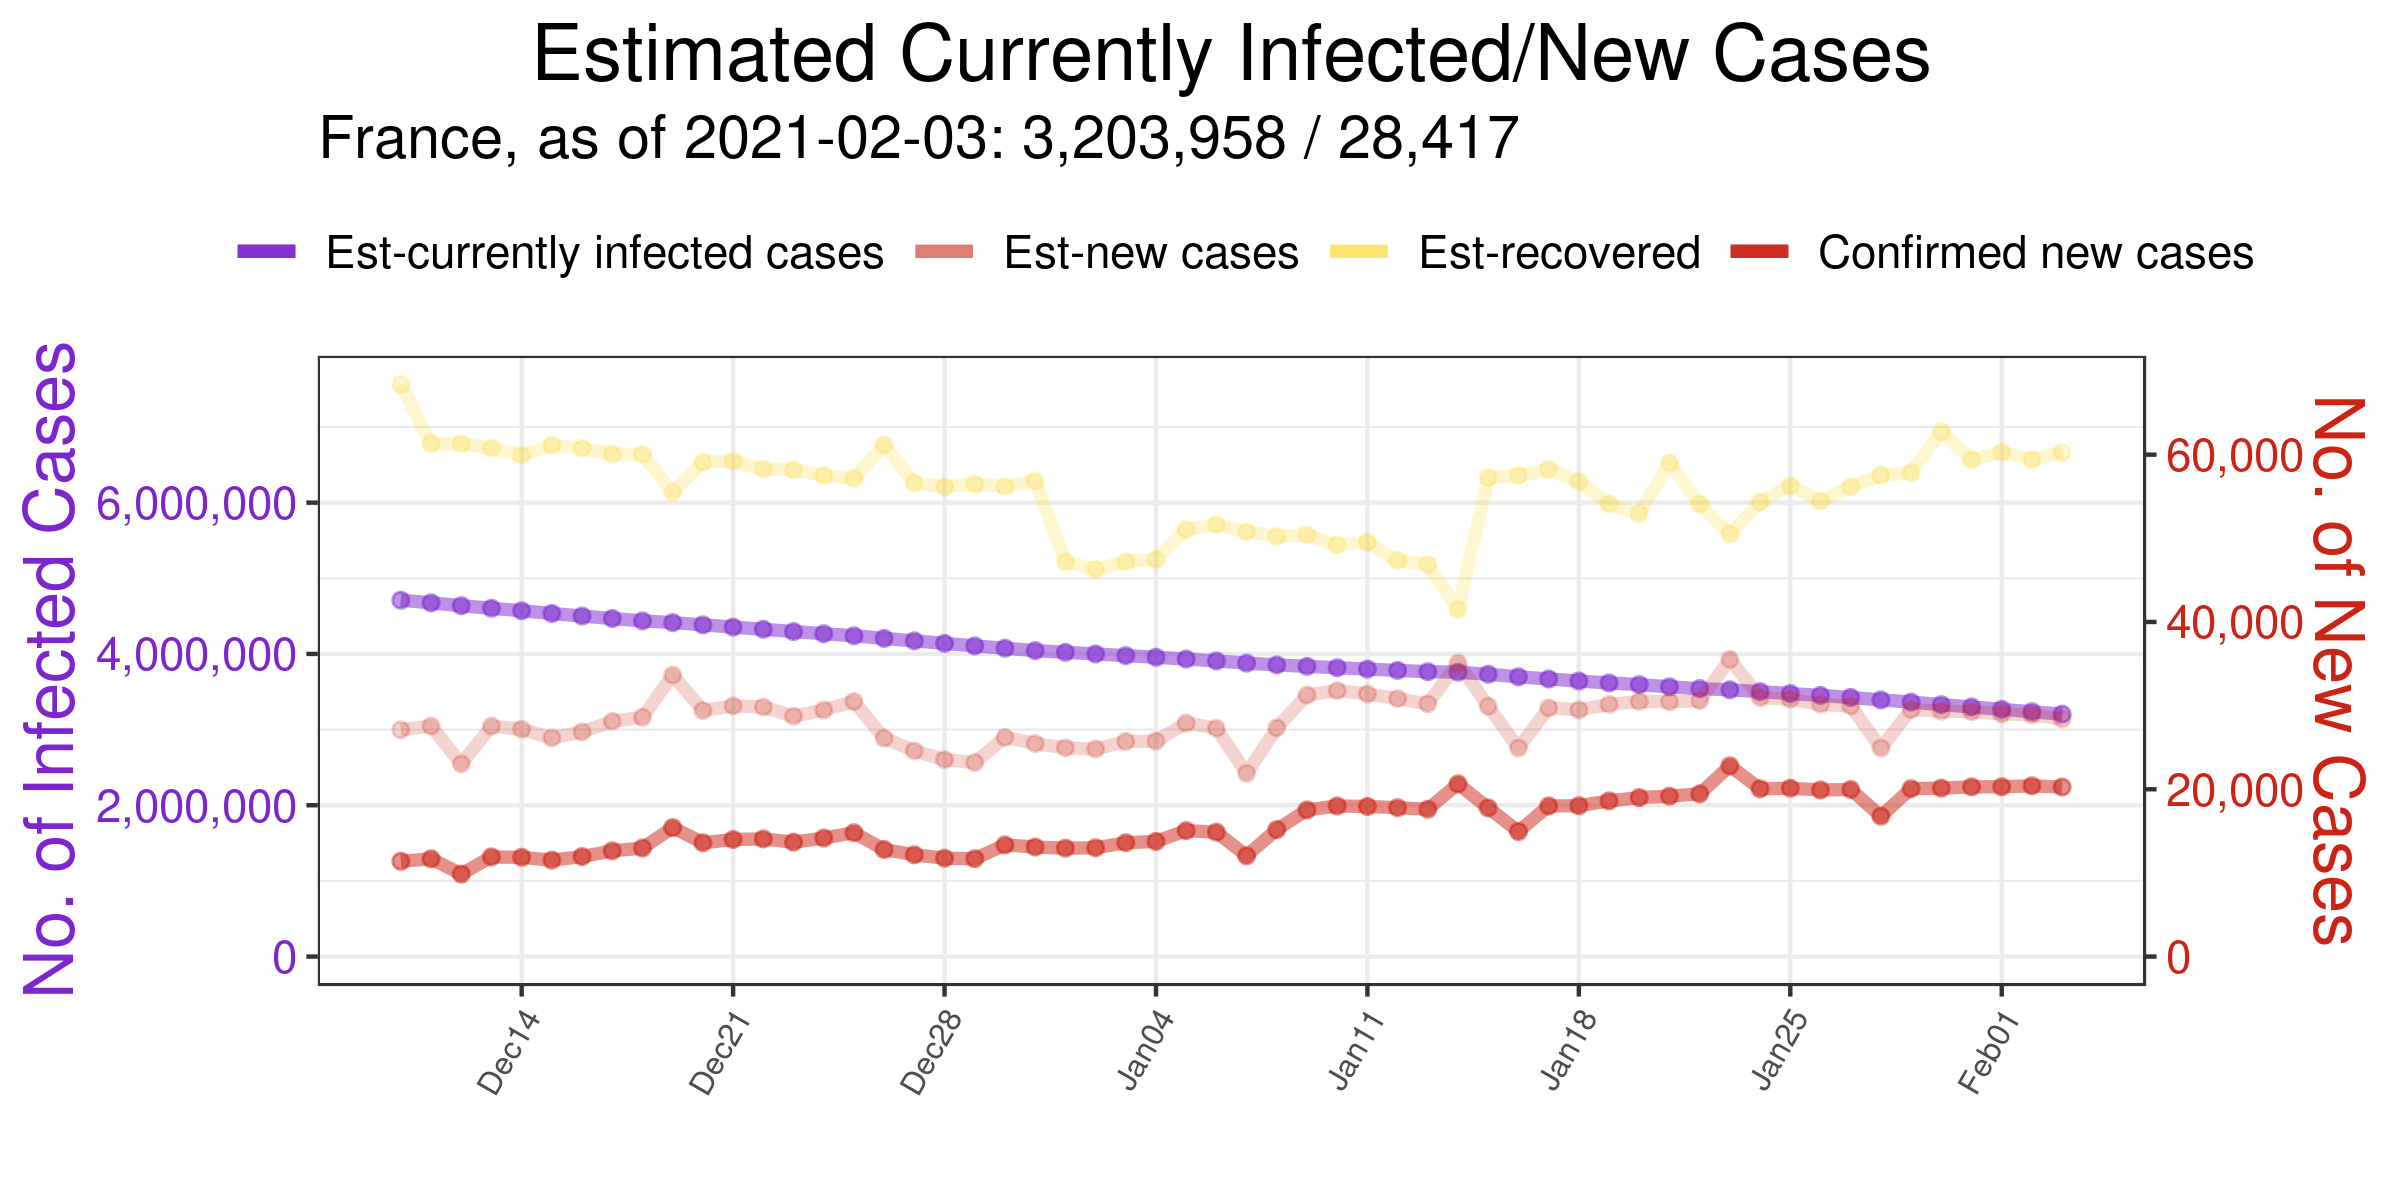 Estimated Currently Infected/New Cases
France, as of 2021-02-03: 3,203,958 / 28,417
Est-currently infected cases Est-new cases Est-recovered Confirmed new cases
No. of Infected Cases
6,000,000
4,000,000
2,000,000
0
60,000
40,000
20,000
0
No. of New Cases
Dec14 Dec21 Dec28 Jan04 Jan11 Jan18 Jan25 Feb01